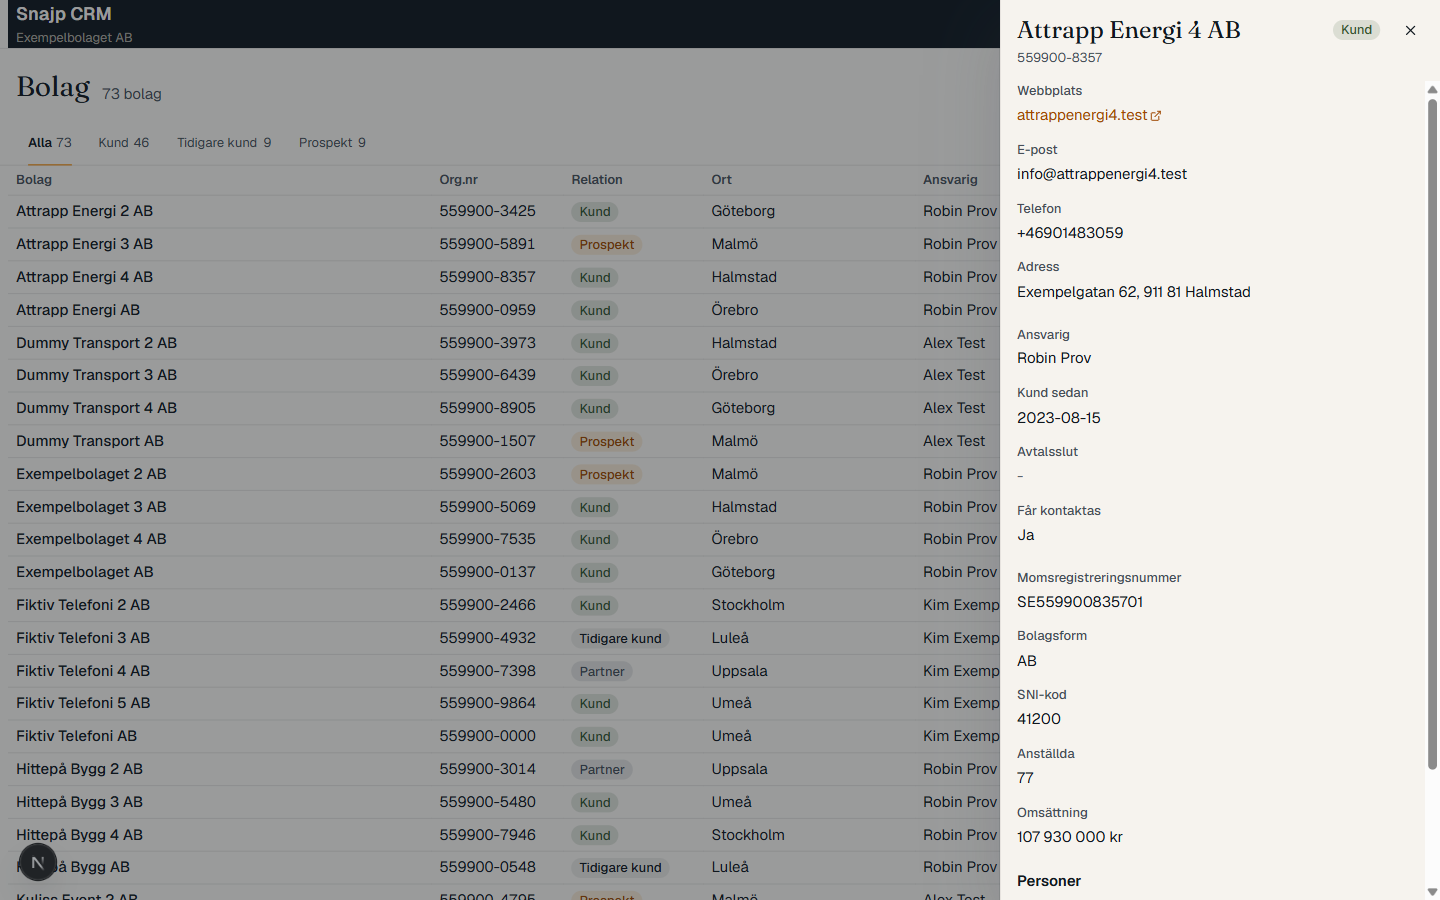 Snajp CRM
Exempelbolaget AB
Bolag 73 bolag
Alla 73 Kund 46 Tidigare kund 9 Prospekt 9
Bolag Org.nr Relation Ort Ansvarig
Attrapp Energi 2 AB 559900-3425 Kund Göteborg Robin Prov
Attrapp Energi 3 AB 559900-5891 Prospekt Malmö Robin Prov
Attrapp Energi 4 AB 559900-8357 Kund Halmstad Robin Prov
Attrapp Energi AB 559900-0959 Kund Örebro Robin Prov
Dummy Transport 2 AB 559900-3973 Kund Halmstad Alex Test
Dummy Transport 3 AB 559900-6439 Kund Örebro Alex Test
Dummy Transport 4 AB 559900-8905 Kund Göteborg Alex Test
Dummy Transport AB 559900-1507 Prospekt Malmö Alex Test
Exempelbolaget 2 AB 559900-2603 Prospekt Malmö Robin Prov
Exempelbolaget 3 AB 559900-5069 Kund Halmstad Robin Prov
Exempelbolaget 4 AB 559900-7535 Kund Örebro Robin Prov
Exempelbolaget AB 559900-0137 Kund Göteborg Robin Prov
Fiktiv Telefoni 2 AB 559900-2466 Kund Stockholm Kim Exemp
Fiktiv Telefoni 3 AB 559900-4932 Tidigare kund Luleå Kim Exemp
Fiktiv Telefoni 4 AB 559900-7398 Partner Uppsala Kim Exemp
Fiktiv Telefoni 5 AB 559900-9864 Kund Umeå Kim Exemp
Fiktiv Telefoni AB 559900-0000 Kund Umeå Kim Exemp
Hittepå Bygg 2 AB 559900-3014 Partner Uppsala Robin Prov
Hittepå Bygg 3 AB 559900-5480 Kund Umeå Robin Prov
Hittepå Bygg 4 AB 559900-7946 Kund Stockholm Robin Prov
N å Bygg AB 559900-0548 Tidigare kund Luleå Robin Prov
Kuliss Event 2 AB 559900-4795 Prospekt Malmö Alex Test
Attrapp Energi 4 AB Kund
559900-8357
Webbplats
attrappenergi4.test
E-post
info@attrappenergi4.test
Telefon
+46901483059
Adress
Exempelgatan 62, 911 81 Halmstad
Ansvarig
Robin Prov
Kund sedan
2023-08-15
Avtalsslut
-
Får kontaktas
Ja
Momsregistreringsnummer
SE559900835701
Bolagsform
AB
SNI-kod
41200
Anställda
77
Omsättning
107 930 000 kr
Personer